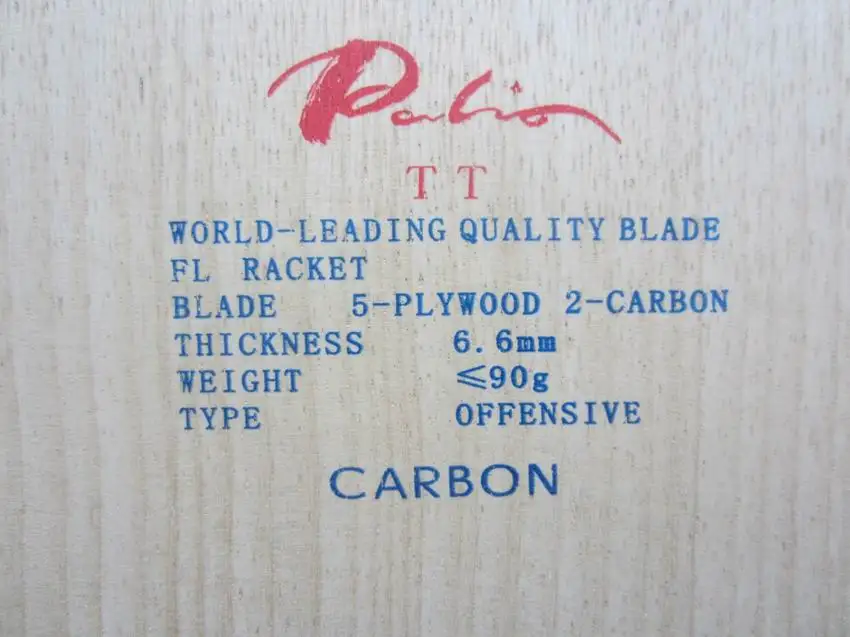 Palio
TT
WORLD-LEADING QUALITY BLADE
FL RACKET
BLADE 5-PLYWOOD 2-CARBON
THICKNESS 6.6mm
WEIGHT ≤90g
TYPE OFFENSIVE
CARBON